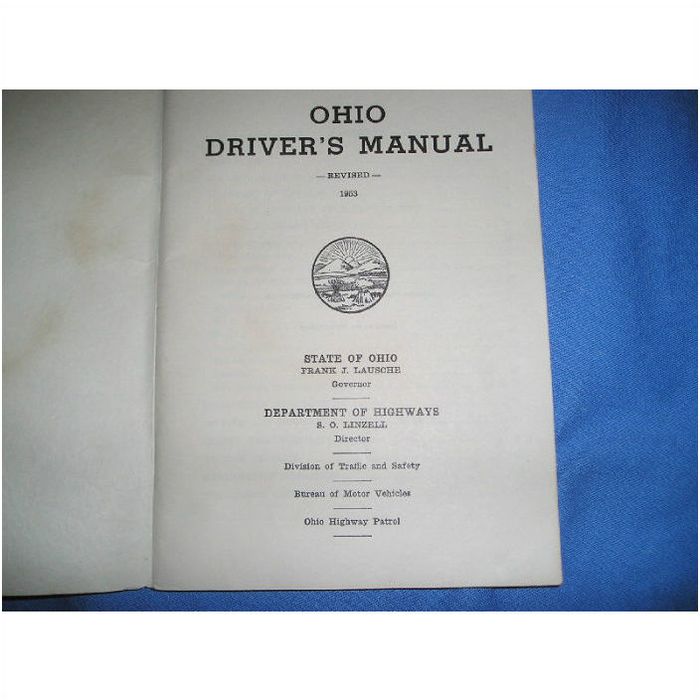 OHIO
DRIVER'S MANUAL
— REVISED —
1953
STATE OF OHIO
FRANK J. LAUSCHE
Governor
DEPARTMENT OF HIGHWAYS
S. O. LINZELL
Director
Division of Traffic and Safety
Bureau of Motor Vehicles
Ohio Highway Patrol